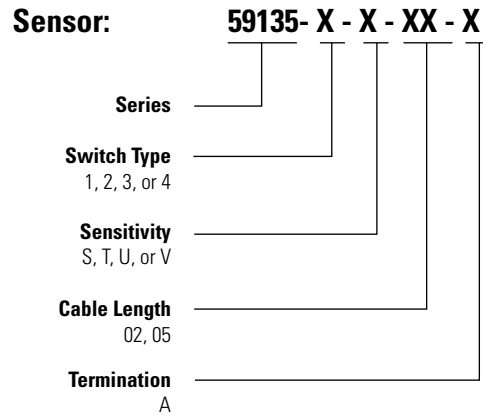 Sensor: 59135- X - X - XX - X
Series
Switch Type
1, 2, 3, or 4
Sensitivity
S, T, U, or V
Cable Length
02, 05
Termination
A